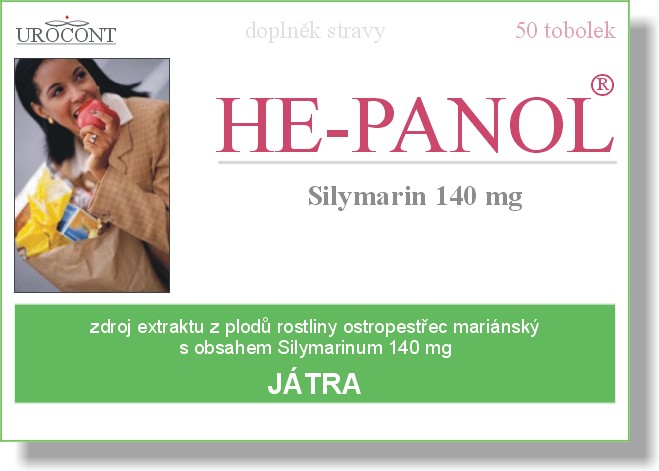 UROCONT
doplněk stravy
50 tobolek
HE-PANOL®
Silymarin 140 mg
zdroj extraktu z plodů rostliny ostropestřec mariánský
s obsahem Silymarinum 140 mg
JÁTRA